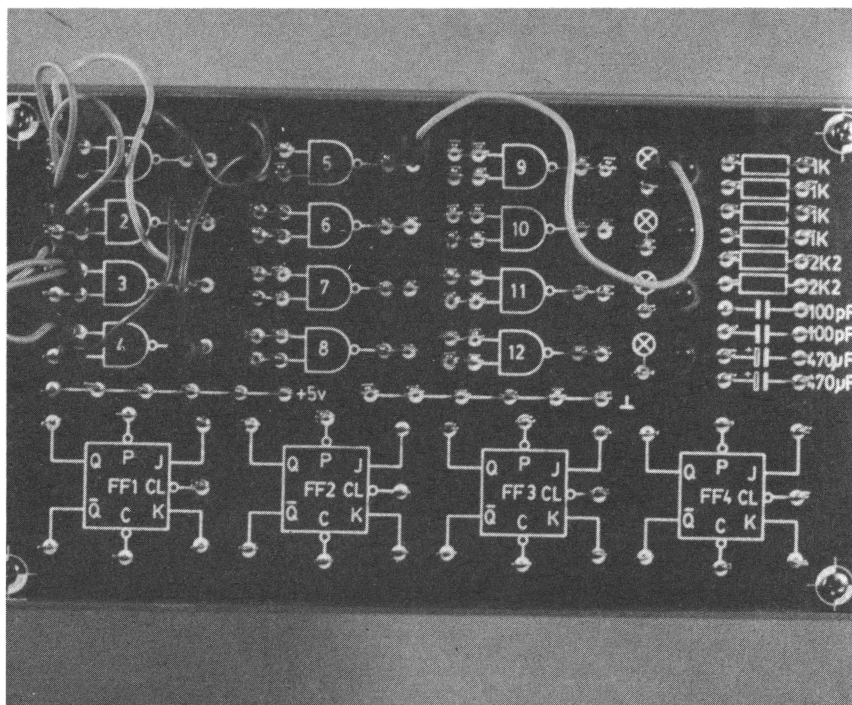 5 9 1K
1K
2 6 10 1K
1K
3 7 11 2K2
2K2
100pF
4 8 12 100pF
+ 470µF
+ 470µF
+5v ⊥
Q P J Q P J Q P J Q P J
FF1 CL FF2 CL FF3 CL FF4 CL
Q̅ C K Q̅ C K Q̅ C K Q̅ C K